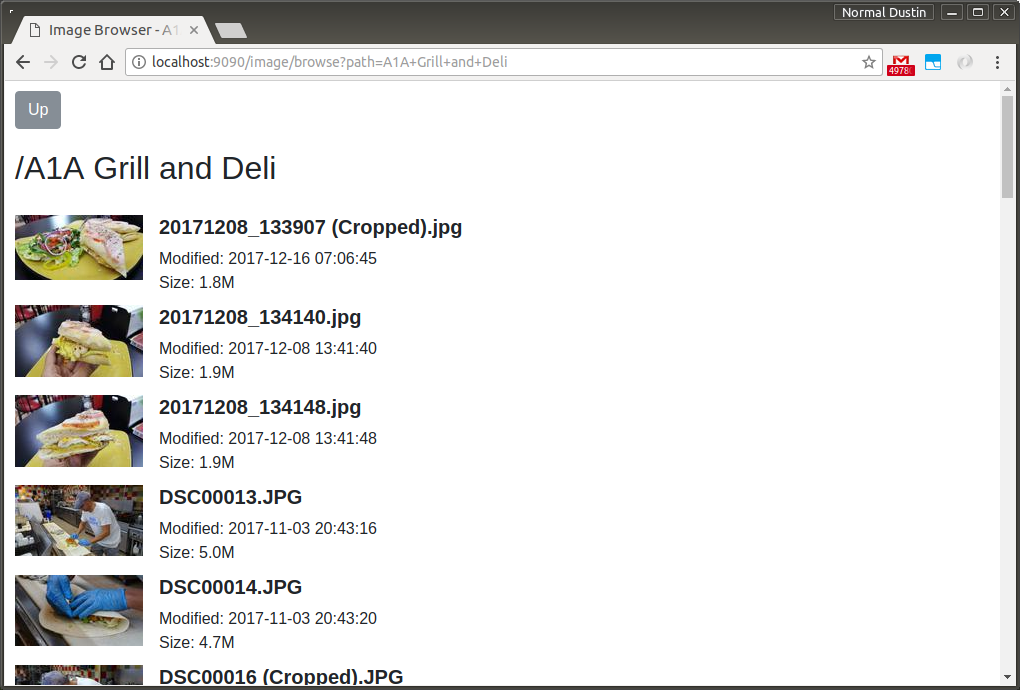 Normal Dustin
Image Browser - A1
localhost:9090/image/browse?path=A1A+Grill+and+Deli
Up
/A1A Grill and Deli
20171208_133907 (Cropped).jpg
Modified: 2017-12-16 07:06:45
Size: 1.8M
20171208_134140.jpg
Modified: 2017-12-08 13:41:40
Size: 1.9M
20171208_134148.jpg
Modified: 2017-12-08 13:41:48
Size: 1.9M
DSC00013.JPG
Modified: 2017-11-03 20:43:16
Size: 5.0M
DSC00014.JPG
Modified: 2017-11-03 20:43:20
Size: 4.7M
DSC00016 (Cropped).JPG